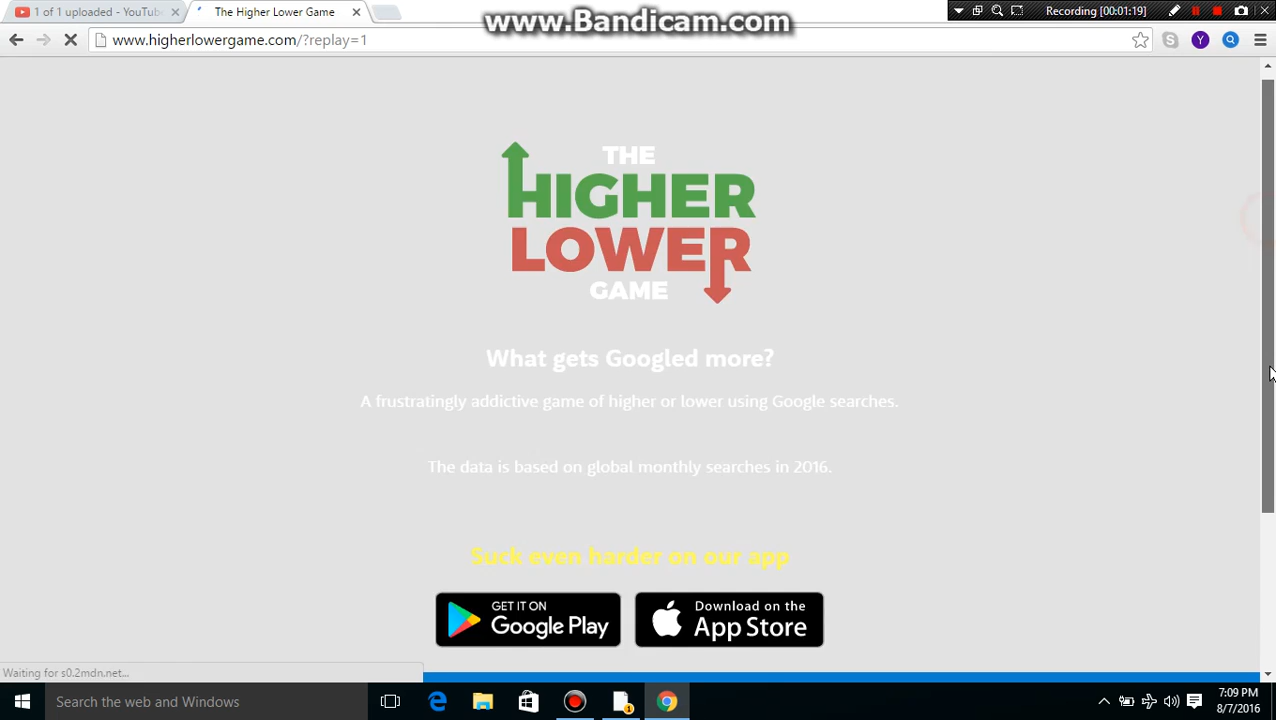 1 of 1 uploaded - YouTub
The Higher Lower Game
www.Bandicam.com
Recording [00:01:19]
www.higherlowergame.com/?replay=1
S
Y
THE
HIGHER
LOWER
GAME
What gets Googled more?
A frustratingly addictive game of higher or lower using Google searches.
The data is based on global monthly searches in 2016.
Suck even harder on our app
GET IT ON
Google Play
Download on the
App Store
Waiting for s0.2mdn.net...
Search the web and Windows
1
7:09 PM
8/7/2016